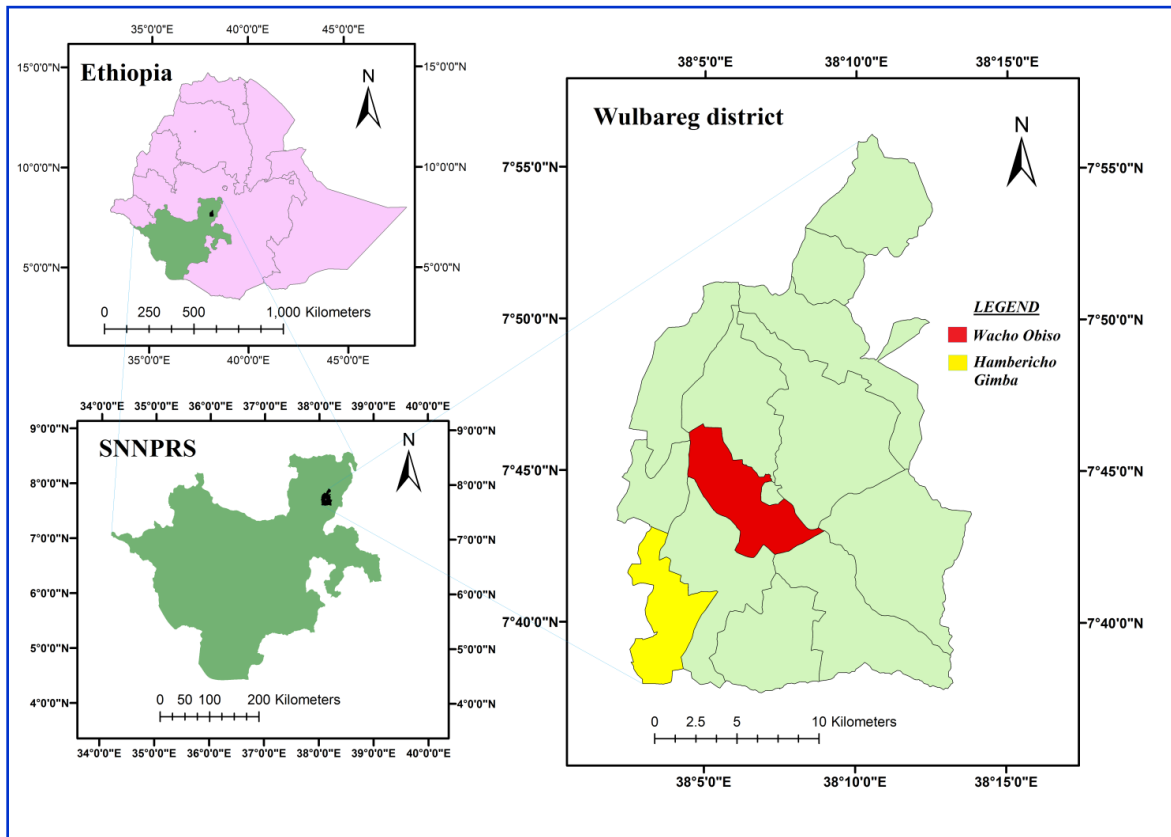 35°0'0"E 40°0'0"E 45°0'0"E
Ethiopia
N
15°0'0"N 15°0'0"N
10°0'0"N 10°0'0"N
5°0'0"N 5°0'0"N
0 250 500 1,000 Kilometers
35°0'0"E 40°0'0"E 45°0'0"E
34°0'0"E 35°0'0"E 36°0'0"E 37°0'0"E 38°0'0"E 39°0'0"E 40°0'0"E
SNNPRS
N
9°0'0"N 9°0'0"N
8°0'0"N 8°0'0"N
7°0'0"N 7°0'0"N
6°0'0"N 6°0'0"N
5°0'0"N 5°0'0"N
4°0'0"N 4°0'0"N
0 50 100 200 Kilometers
34°0'0"E 35°0'0"E 36°0'0"E 37°0'0"E 38°0'0"E 39°0'0"E 40°0'0"E
38°5'0"E 38°10'0"E 38°15'0"E
Wulbareg district
N
7°55'0"N 7°55'0"N
7°50'0"N 7°50'0"N
LEGEND
Wacho Obiso
Hambericho
Gimba
7°45'0"N 7°45'0"N
7°40'0"N 7°40'0"N
0 2.5 5 10 Kilometers
38°5'0"E 38°10'0"E 38°15'0"E